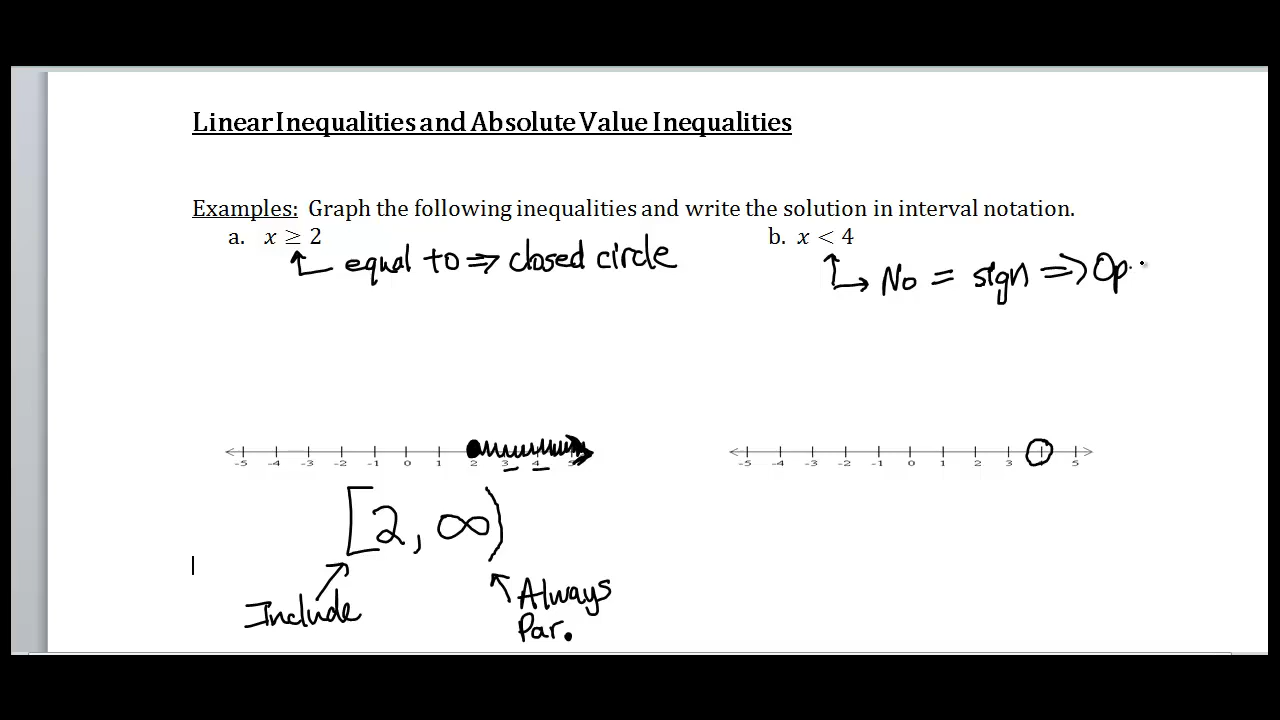 Linear Inequalities and Absolute Value Inequalities
Examples: Graph the following inequalities and write the solution in interval notation.
a. x ≥ 2
equal to => closed circle
b. x < 4
No = sign => Op
-5 -4 -3 -2 -1 0 1 2 3 4 5
-5 -4 -3 -2 -1 0 1 2 3 5
[2, ∞)
Include
Always
Par.